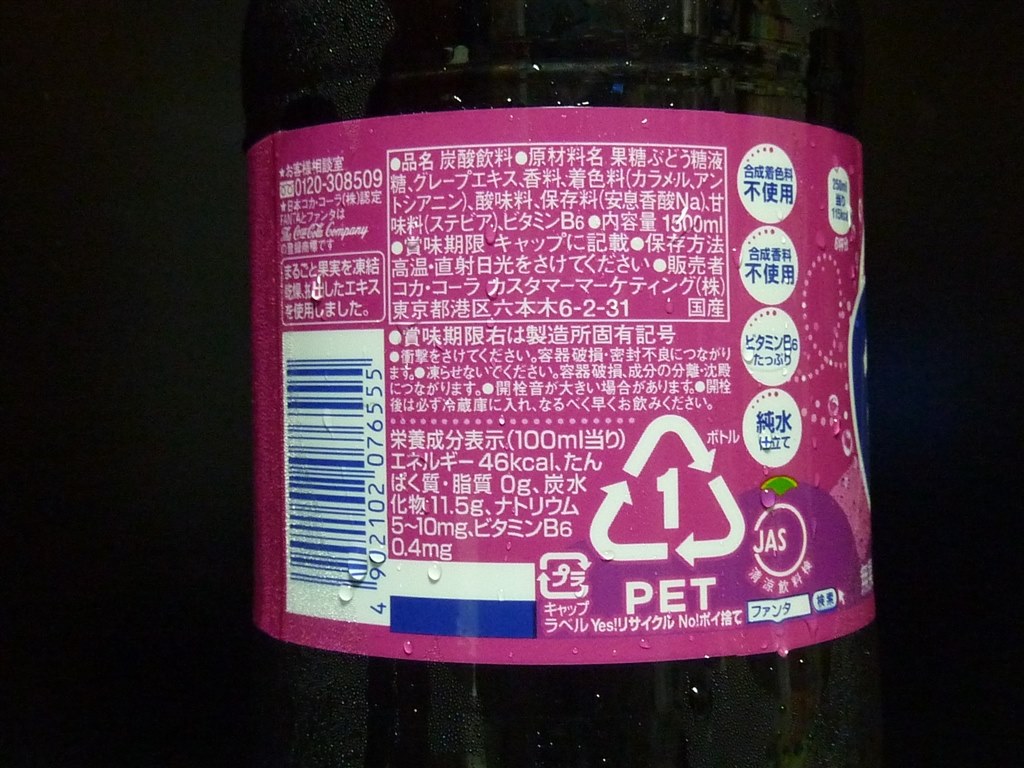 ★お客様相談室
0120-308509
★日本コカ・コーラ(株)認定
FANTAとファンタは
The Coca-Cola Company
の登録商標です
まるごと果実を凍結
乾燥、抽出したエキス
を使用しました。
●品名 炭酸飲料●原材料名 果糖ぶどう糖液
糖、グレープエキス、香料、着色料(カラメル、アン
トシアニン)、酸味料、保存料(安息香酸Na)、甘
味料(ステビア)、ビタミンB6●内容量 1500ml
●賞味期限 キャップに記載●保存方法
高温・直射日光をさけてください●販売者
コカ・コーラ カスタマーマーケティング(株)
東京都港区六本木6-2-31 国産
●賞味期限右は製造所固有記号
●衝撃をさけてください。容器破損・密封不良につながり
ます。●凍らせないでください。容器破損、成分の分離・沈殿
につながります。●開栓音が大きい場合があります。●開栓
後は必ず冷蔵庫に入れ、なるべく早くお飲みください。
栄養成分表示(100ml当り)
エネルギー46kcal、たん
ぱく質・脂質 0g、炭水
化物11.5g、ナトリウム
5~10mg、ビタミンB6
0.4mg
4 902102 076555
ボトル
1
PET
プラ
キャップ
ラベル
Yes!リサイクル No!ポイ捨て
合成着色料
不使用
合成香料
不使用
ビタミンB6
たっぷり
純水
仕立て
250ml
当り
115kcal
JAS
清涼飲料検
ファンタ 検索